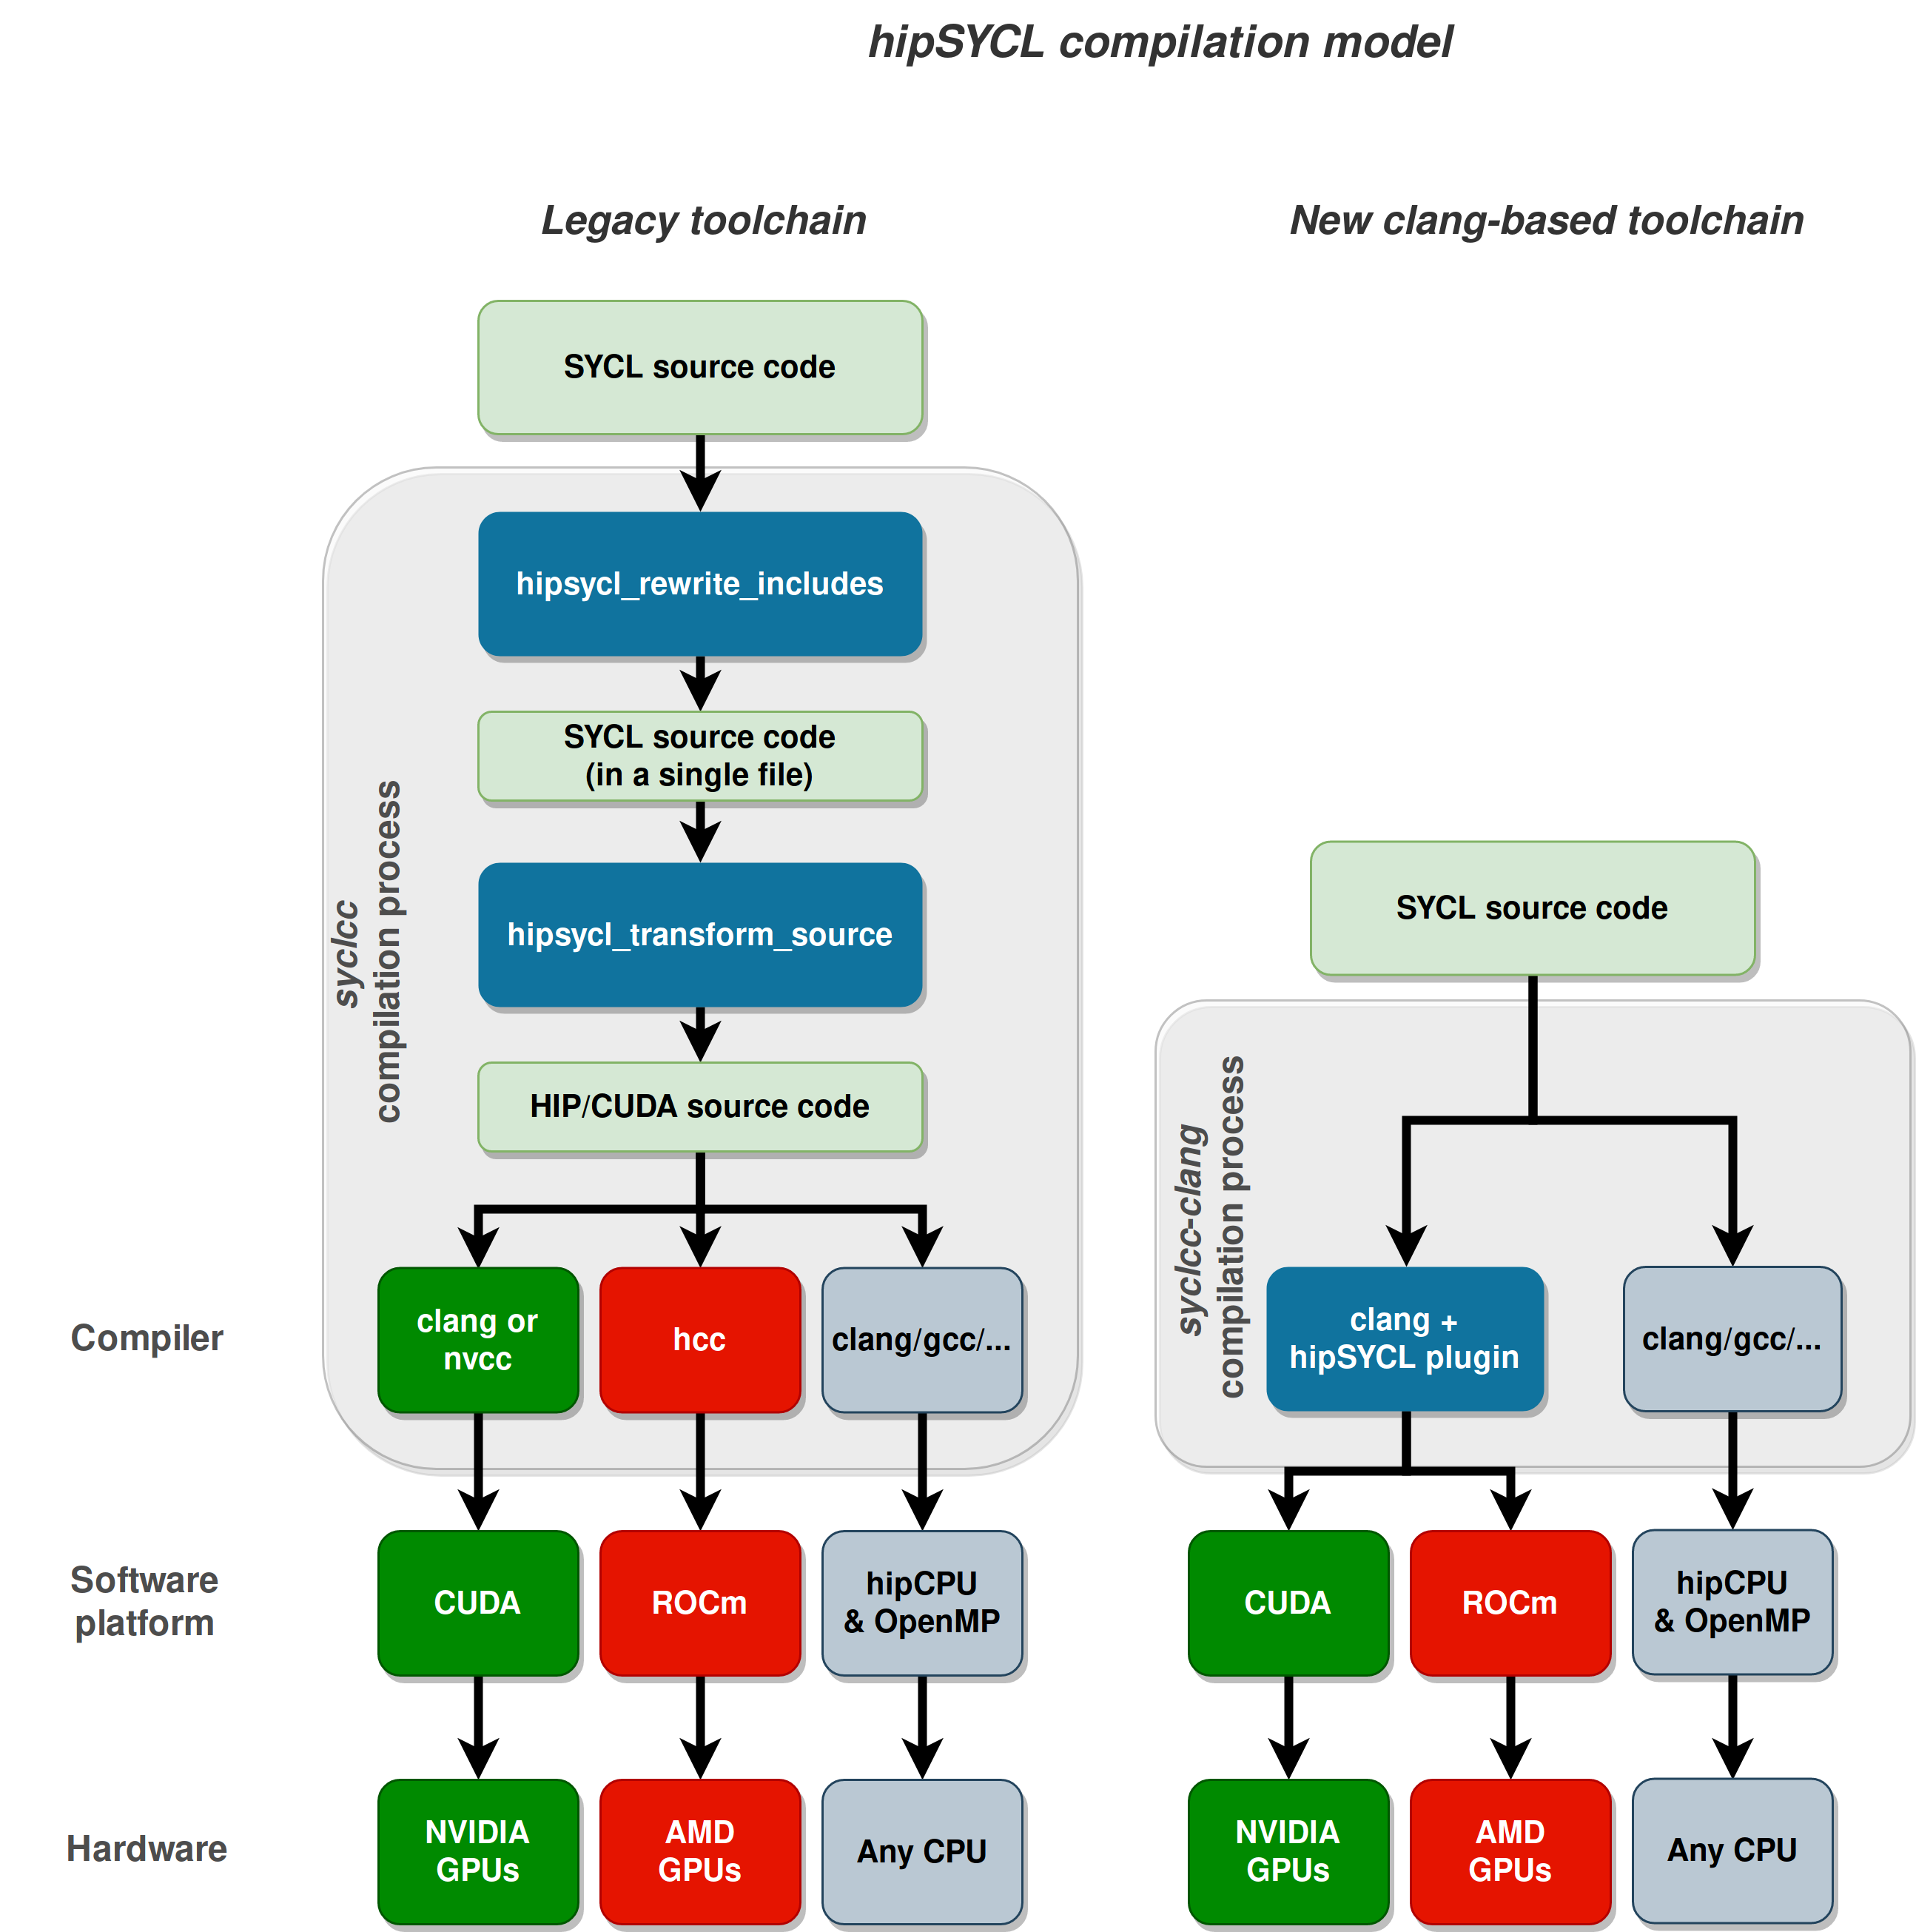 hipSYCL compilation model
Legacy toolchain
SYCL source code
syclcc
compilation process
hipsycl_rewrite_includes
SYCL source code
(in a single file)
hipsycl_transform_source
HIP/CUDA source code
New clang-based toolchain
SYCL source code
syclcc-clang
compilation process
Compiler
clang or
nvcc
hcc
clang/gcc/...
clang +
hipSYCL plugin
clang/gcc/...
Software
platform
CUDA
ROCm
hipCPU
& OpenMP
CUDA
ROCm
hipCPU
& OpenMP
Hardware
NVIDIA
GPUs
AMD
GPUs
Any CPU
NVIDIA
GPUs
AMD
GPUs
Any CPU